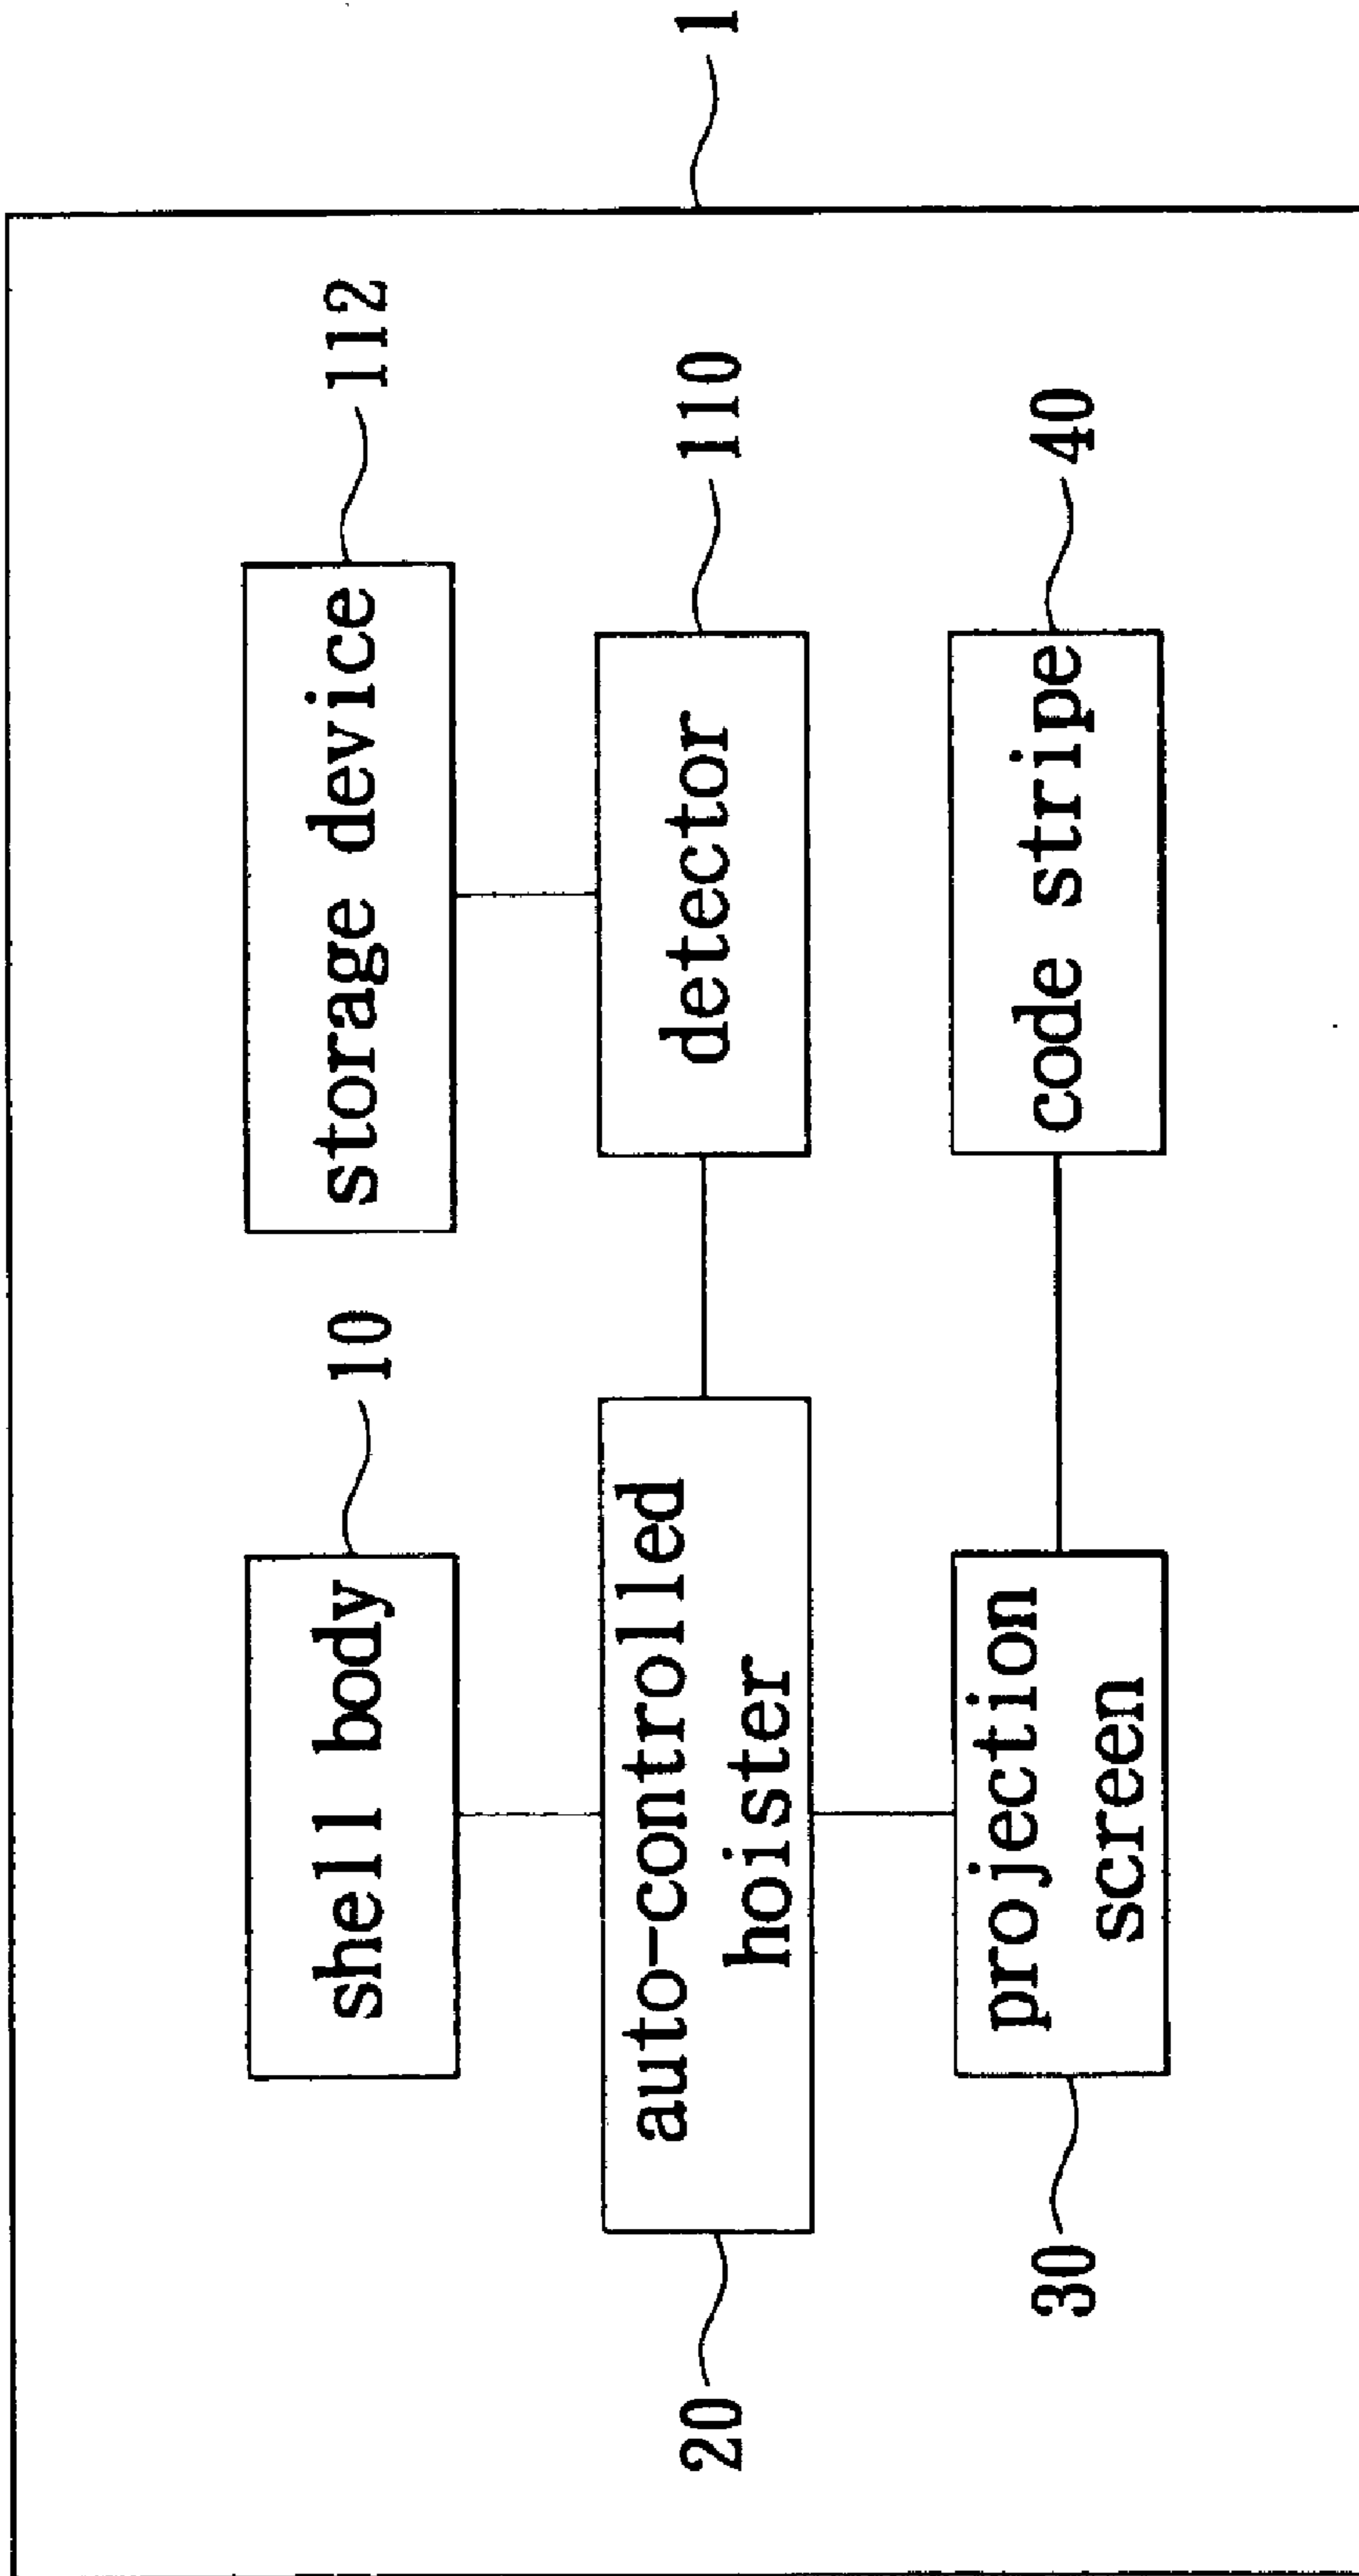 shell body
10
storage device
112
20
auto-controlled
hoister
detector
110
1
30
projection
screen
code stripe
40